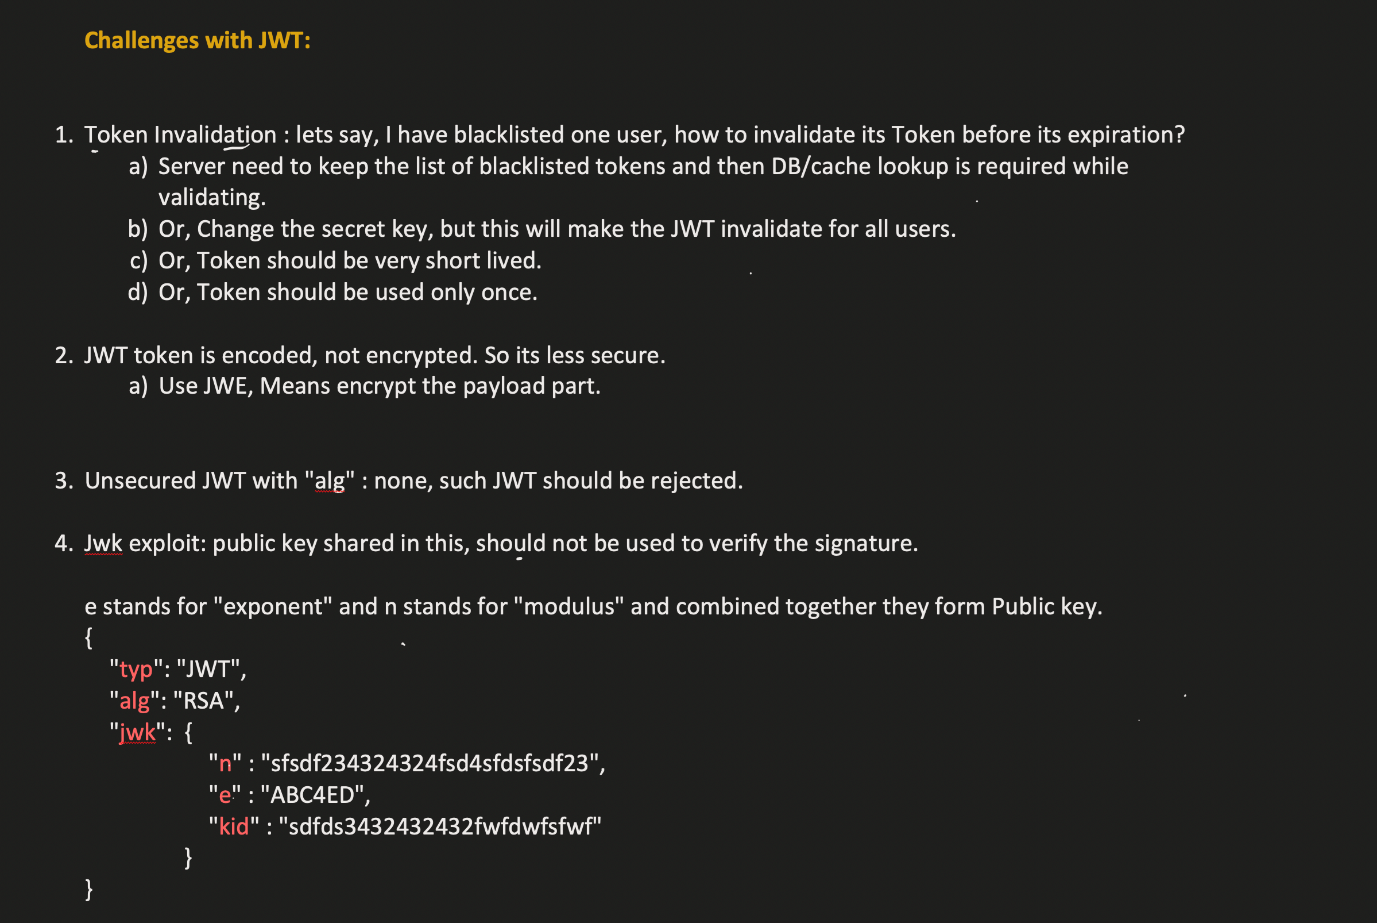 Challenges with JWT:
1. Token Invalidation : lets say, I have blacklisted one user, how to invalidate its Token before its expiration?
a) Server need to keep the list of blacklisted tokens and then DB/cache lookup is required while
validating.
b) Or, Change the secret key, but this will make the JWT invalidate for all users.
c) Or, Token should be very short lived.
d) Or, Token should be used only once.
2. JWT token is encoded, not encrypted. So its less secure.
a) Use JWE, Means encrypt the payload part.
3. Unsecured JWT with "alg" : none, such JWT should be rejected.
4. Jwk exploit: public key shared in this, should not be used to verify the signature.
e stands for "exponent" and n stands for "modulus" and combined together they form Public key.
{
"typ": "JWT",
"alg": "RSA",
"jwk": {
"n" : "sfsdf234324324fsd4sfdsfsdf23",
"e" : "ABC4ED",
"kid" : "sdfds3432432432fwfdwfsfwf"
}
}